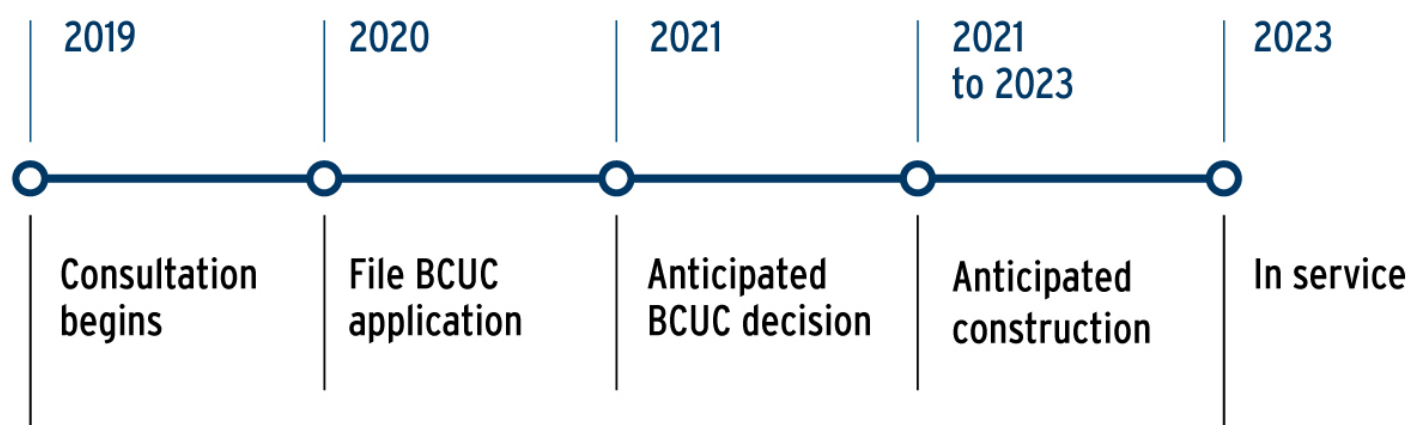 2019
Consultation
begins
2020
File BCUC
application
2021
Anticipated
BCUC decision
2021
to 2023
Anticipated
construction
2023
In service